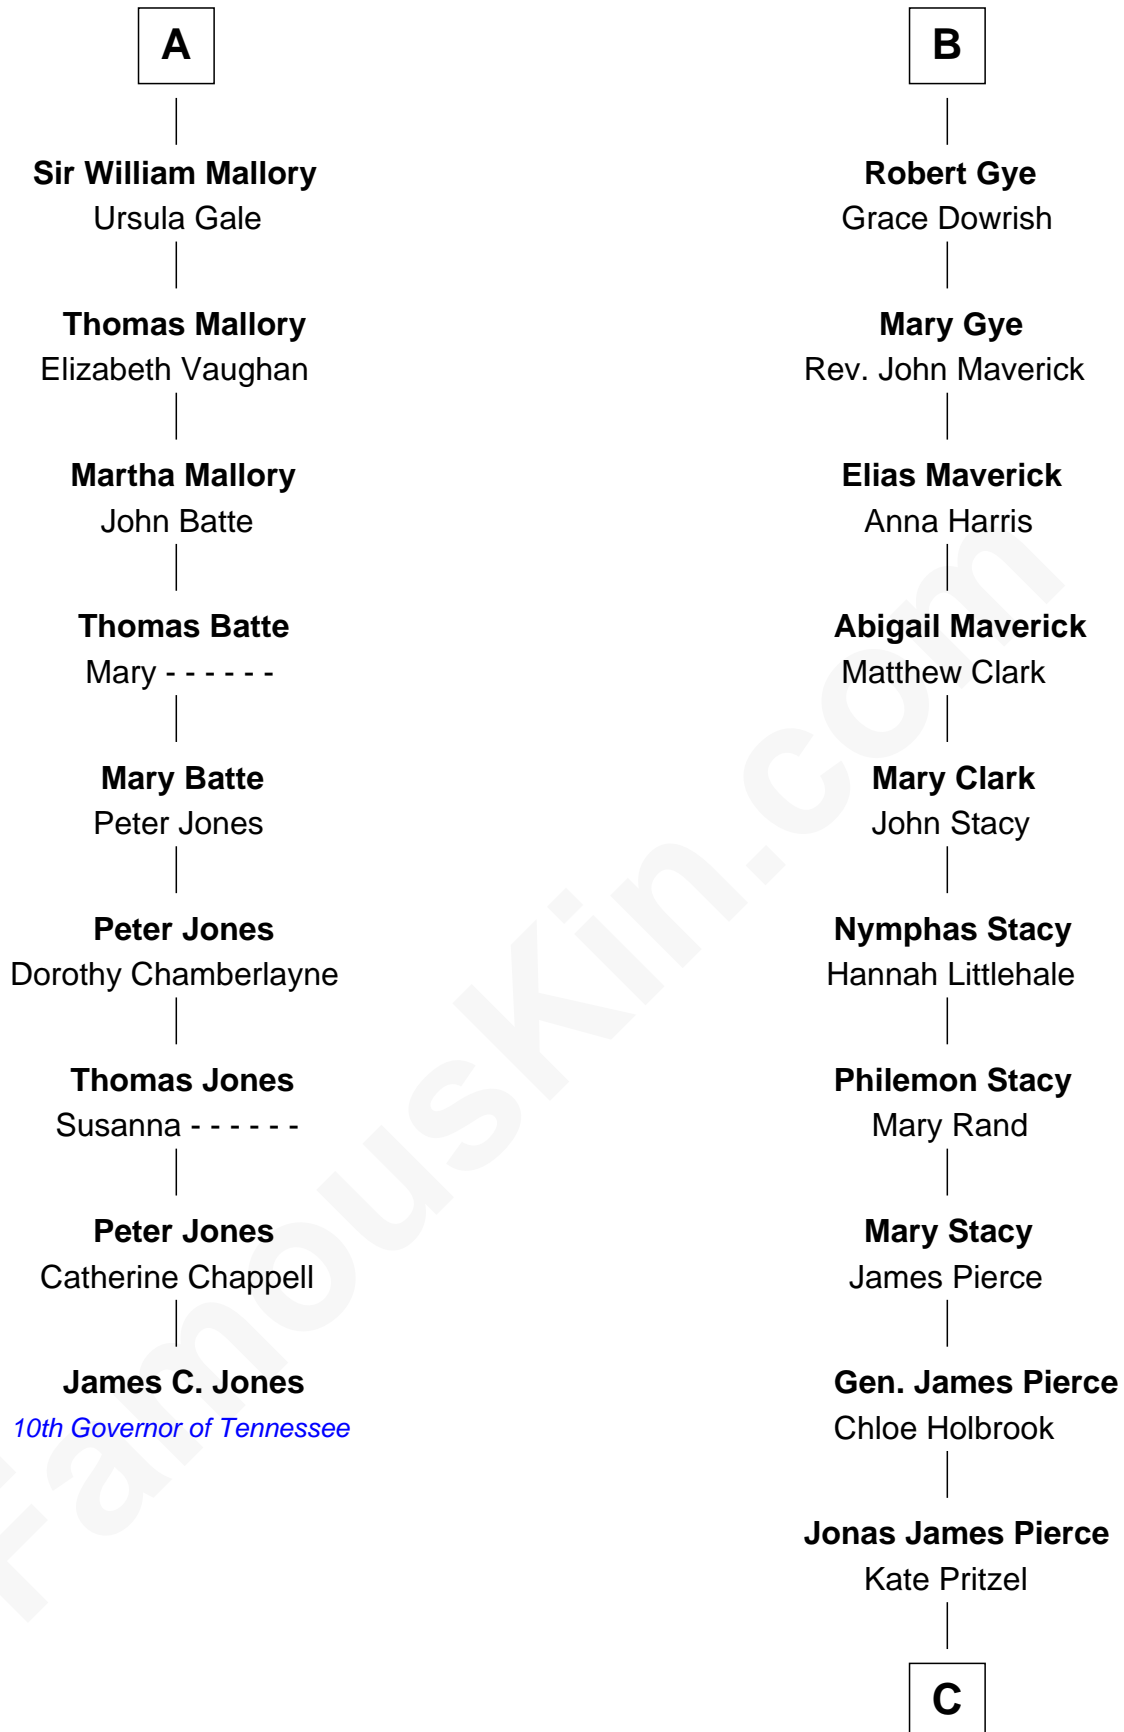 A
Sir William Mallory
Ursula Gale
Thomas Mallory
Elizabeth Vaughan
Martha Mallory
John Batte
Thomas Batte
Mary - - - - - -
Mary Batte
Peter Jones
Peter Jones
Dorothy Chamberlayne
Thomas Jones
Susanna - - - - - -
Peter Jones
Catherine Chappell
James C. Jones
10th Governor of Tennessee
B
Robert Gye
Grace Dowrish
Mary Gye
Rev. John Maverick
Elias Maverick
Anna Harris
Abigail Maverick
Matthew Clark
Mary Clark
John Stacy
Nymphas Stacy
Hannah Littlehale
Philemon Stacy
Mary Rand
Mary Stacy
James Pierce
Gen. James Pierce
Chloe Holbrook
Jonas James Pierce
Kate Pritzel
C
FamousKin.com